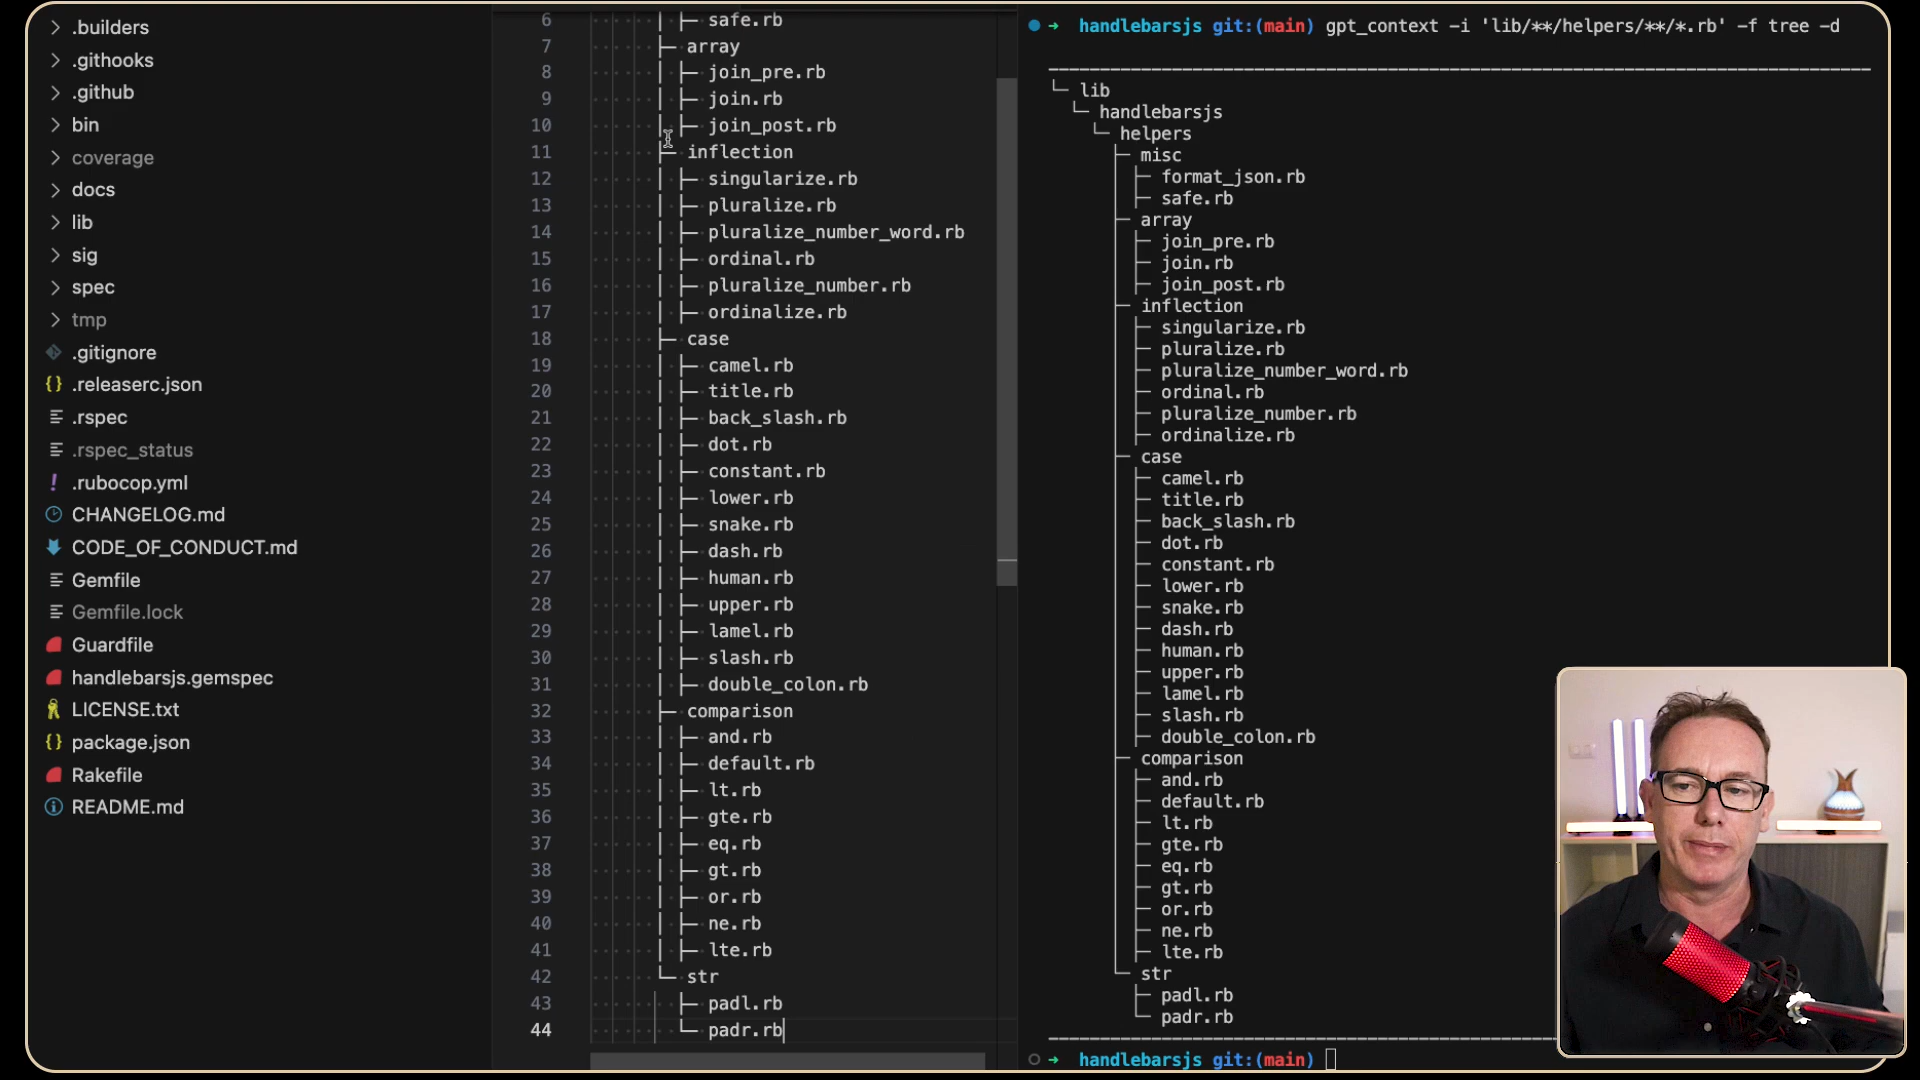 .builders
.githooks
.github
bin
coverage
docs
lib
sig
spec
tmp
.gitignore
{} .releaserc.json
.rspec
.rspec_status
! .rubocop.yml
CHANGELOG.md
CODE_OF_CONDUCT.md
Gemfile
Gemfile.lock
Guardfile
handlebarsjs.gemspec
LICENSE.txt
{} package.json
Rakefile
README.md
6 │ ├─ safe.rb
7 ├─ array
8 │ ├─ join_pre.rb
9 │ ├─ join.rb
10 │ ├─ join_post.rb
11 ├─ inflection
12 │ ├─ singularize.rb
13 │ ├─ pluralize.rb
14 │ ├─ pluralize_number_word.rb
15 │ ├─ ordinal.rb
16 │ ├─ pluralize_number.rb
17 │ ├─ ordinalize.rb
18 ├─ case
19 │ ├─ camel.rb
20 │ ├─ title.rb
21 │ ├─ back_slash.rb
22 │ ├─ dot.rb
23 │ ├─ constant.rb
24 │ ├─ lower.rb
25 │ ├─ snake.rb
26 │ ├─ dash.rb
27 │ ├─ human.rb
28 │ ├─ upper.rb
29 │ ├─ lamel.rb
30 │ ├─ slash.rb
31 │ ├─ double_colon.rb
32 ├─ comparison
33 │ ├─ and.rb
34 │ ├─ default.rb
35 │ ├─ lt.rb
36 │ ├─ gte.rb
37 │ ├─ eq.rb
38 │ ├─ gt.rb
39 │ ├─ or.rb
40 │ ├─ ne.rb
41 │ ├─ lte.rb
42 └─ str
43 ├─ padl.rb
44 └─ padr.rb
➜ handlebarsjs git:(main) gpt_context -i 'lib/**/helpers/**/*.rb' -f tree -d
└─ lib
└─ handlebarsjs
└─ helpers
├─ misc
│ ├─ format_json.rb
│ ├─ safe.rb
├─ array
│ ├─ join_pre.rb
│ ├─ join.rb
│ ├─ join_post.rb
├─ inflection
│ ├─ singularize.rb
│ ├─ pluralize.rb
│ ├─ pluralize_number_word.rb
│ ├─ ordinal.rb
│ ├─ pluralize_number.rb
│ ├─ ordinalize.rb
├─ case
│ ├─ camel.rb
│ ├─ title.rb
│ ├─ back_slash.rb
│ ├─ dot.rb
│ ├─ constant.rb
│ ├─ lower.rb
│ ├─ snake.rb
│ ├─ dash.rb
│ ├─ human.rb
│ ├─ upper.rb
│ ├─ lamel.rb
│ ├─ slash.rb
│ ├─ double_colon.rb
├─ comparison
│ ├─ and.rb
│ ├─ default.rb
│ ├─ lt.rb
│ ├─ gte.rb
│ ├─ eq.rb
│ ├─ gt.rb
│ ├─ or.rb
│ ├─ ne.rb
│ ├─ lte.rb
└─ str
├─ padl.rb
└─ padr.rb
➜ handlebarsjs git:(main)